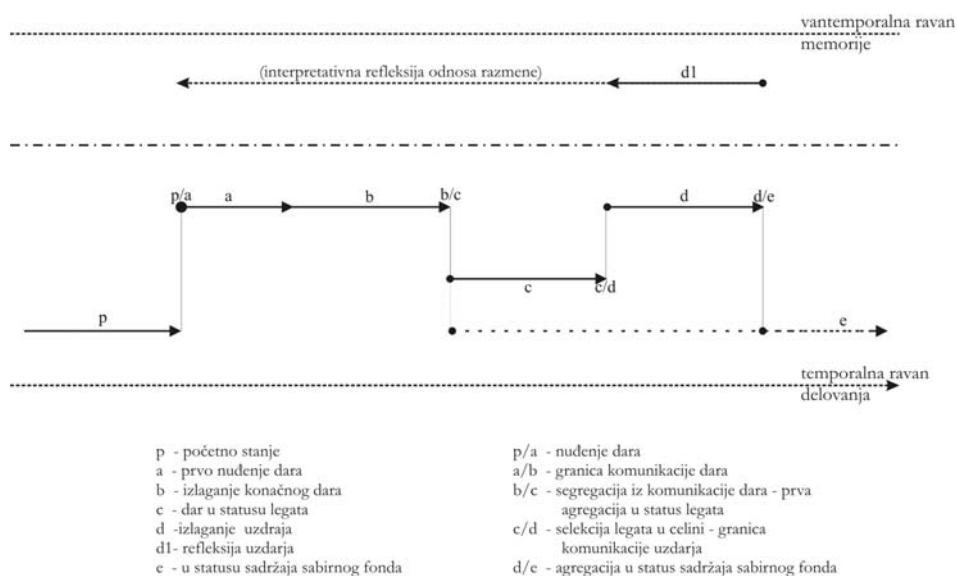 vantemporalna ravan
memorije
(interpretativna refleksija odnosa razmene)
d1
p/a
a
b
b/c
d
d/e
c
c/d
p
e
temporalna ravan
delovanja
p - početno stanje
a - prvo nuđenje dara
b - izlaganje konačnog dara
c - dar u statusu legata
d -izlaganje uzdraja
d1- refleksija uzdarja
e - u statusu sadržaja sabirnog fonda
p/a - nuđenje dara
a/b - granica komunikacije dara
b/c - segregacija iz komunikacije dara - prva
agregacija u status legata
c/d - selekcija legata u celini - granica
komunikacije uzdarja
d/e - agregacija u status sadržaja sabirnog fonda